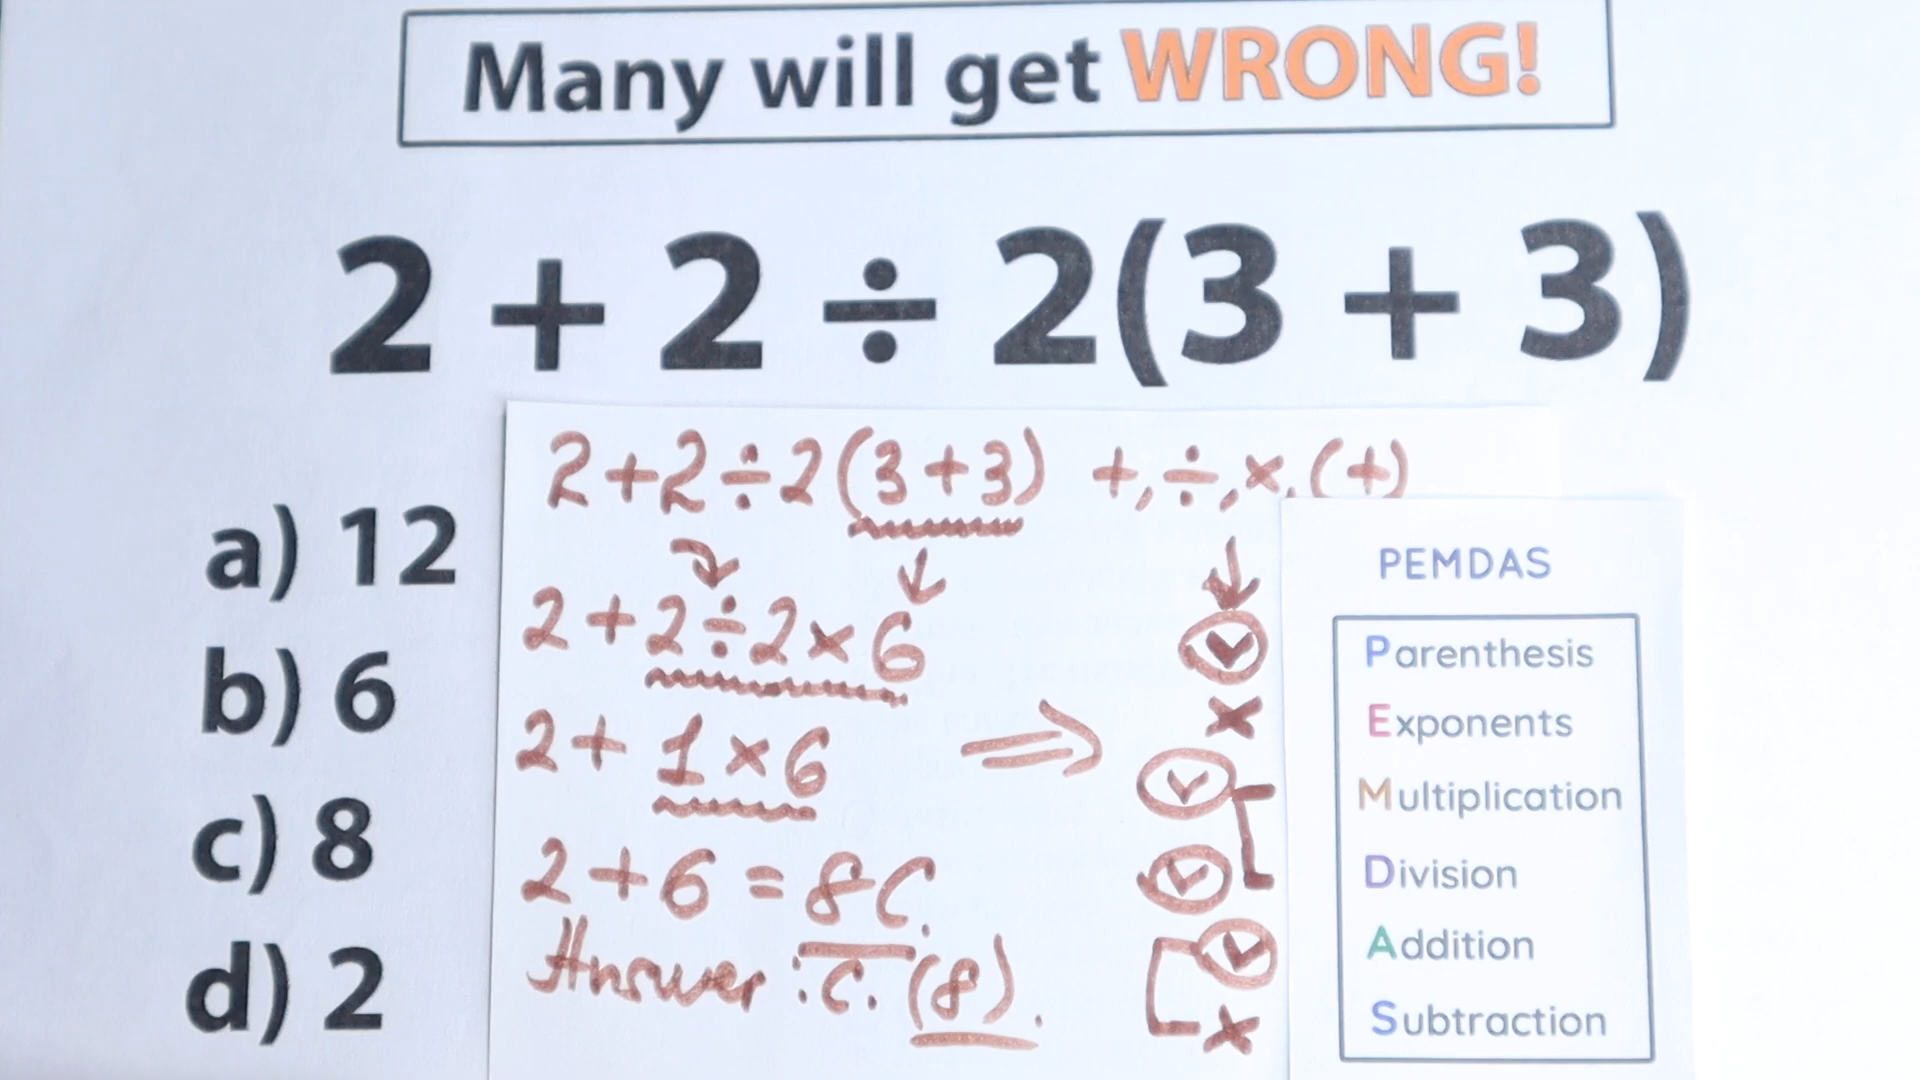 Many will get WRONG!
2 + 2 ÷ 2(3 + 3)
a) 12
b) 6
c) 8
d) 2
2+2÷2(3+3) +,÷,×,(+)
2+2÷2×6
2+1×6
2+6=8C.
Answer:C.(8).
PEMDAS
Parenthesis
Exponents
Multiplication
Division
Addition
Subtraction